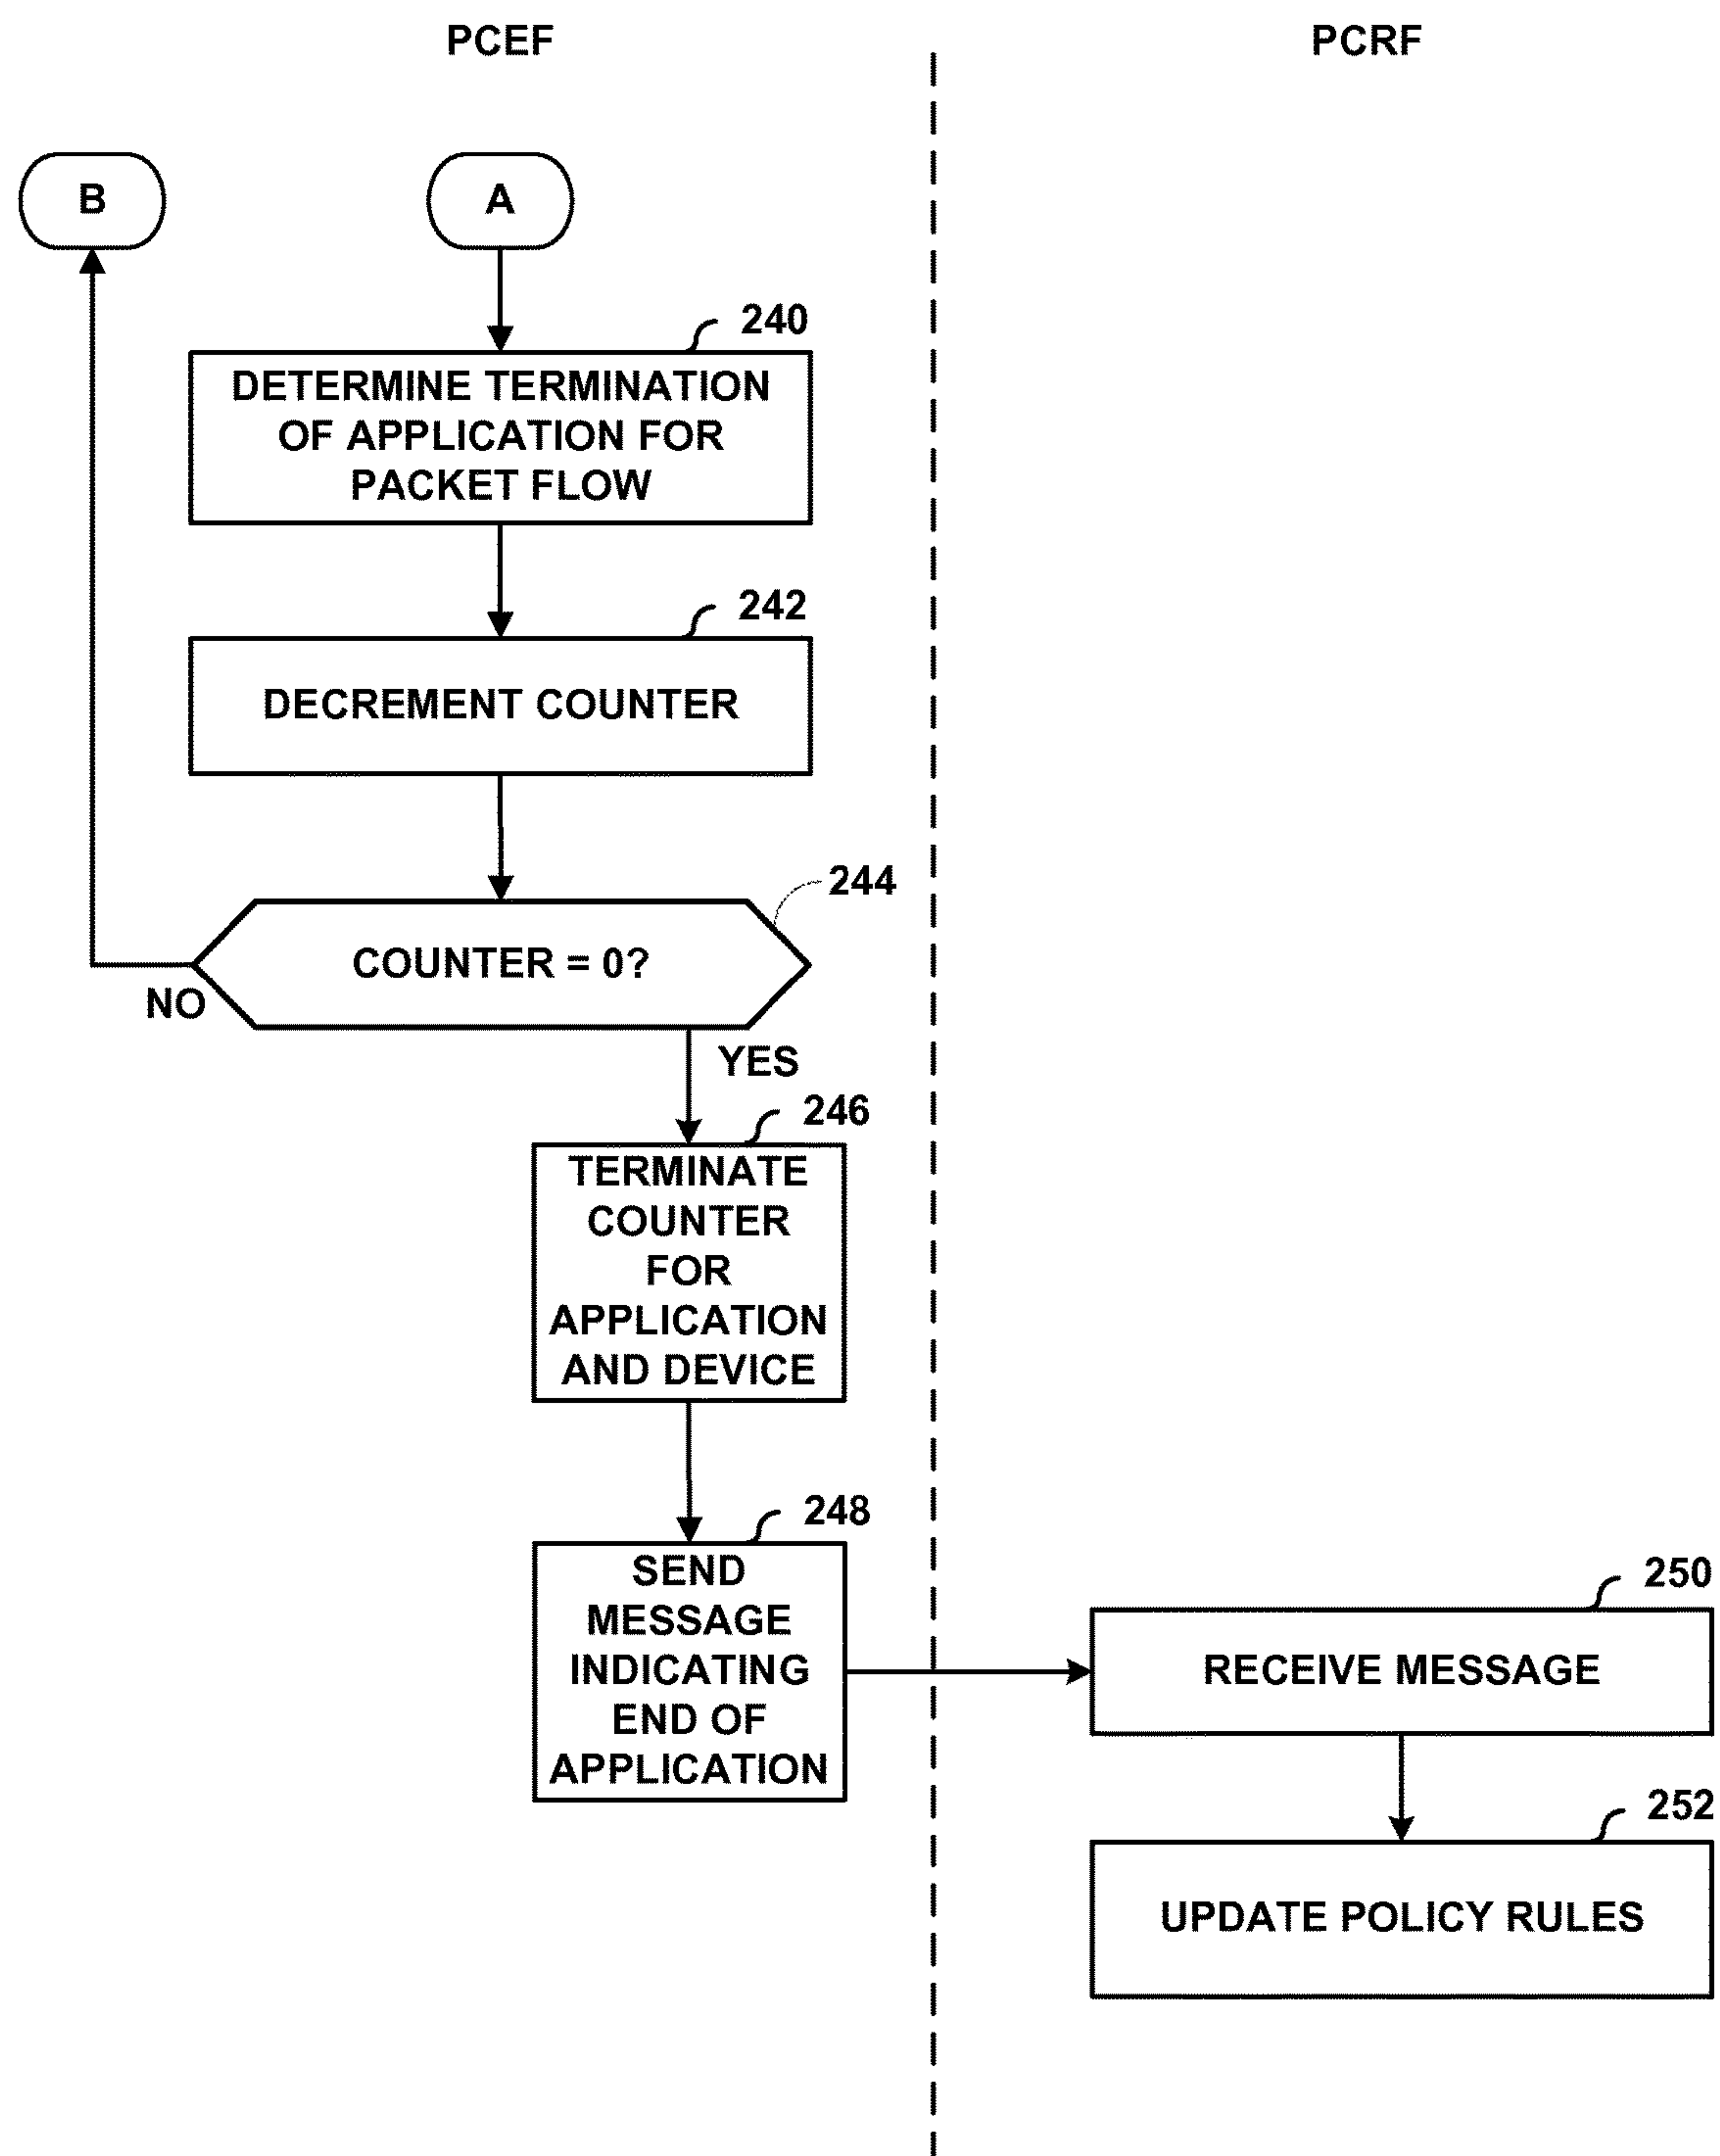 PCEF
PCRF
B
A
240
DETERMINE TERMINATION
OF APPLICATION FOR
PACKET FLOW
242
DECREMENT COUNTER
244
COUNTER = 0?
NO
YES
246
TERMINATE
COUNTER
FOR
APPLICATION
AND DEVICE
248
SEND
MESSAGE
INDICATING
END OF
APPLICATION
250
RECEIVE MESSAGE
252
UPDATE POLICY RULES